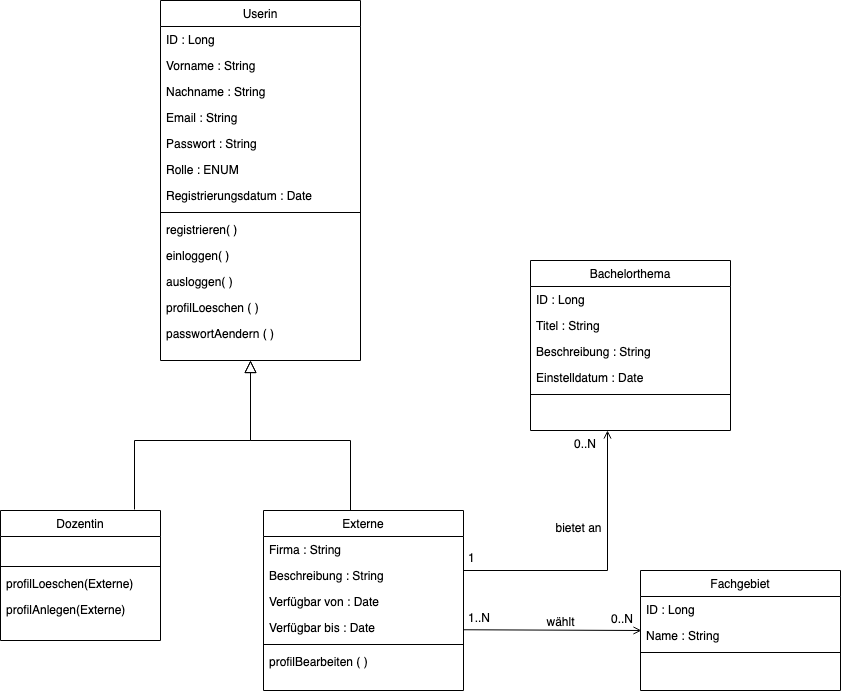 Userin
ID : Long
Vorname : String
Nachname : String
Email : String
Passwort : String
Rolle : ENUM
Registrierungsdatum : Date
registrieren( )
einloggen( )
ausloggen( )
profilLoeschen ( )
passwortAendern ( )
Bachelorthema
ID : Long
Titel : String
Beschreibung : String
Einstelldatum : Date
0..N
bietet an
1
Dozentin
profilLoeschen(Externe)
profilAnlegen(Externe)
Externe
Firma : String
Beschreibung : String
Verfügbar von : Date
Verfügbar bis : Date
profilBearbeiten ( )
1..N
wählt
0..N
Fachgebiet
ID : Long
Name : String